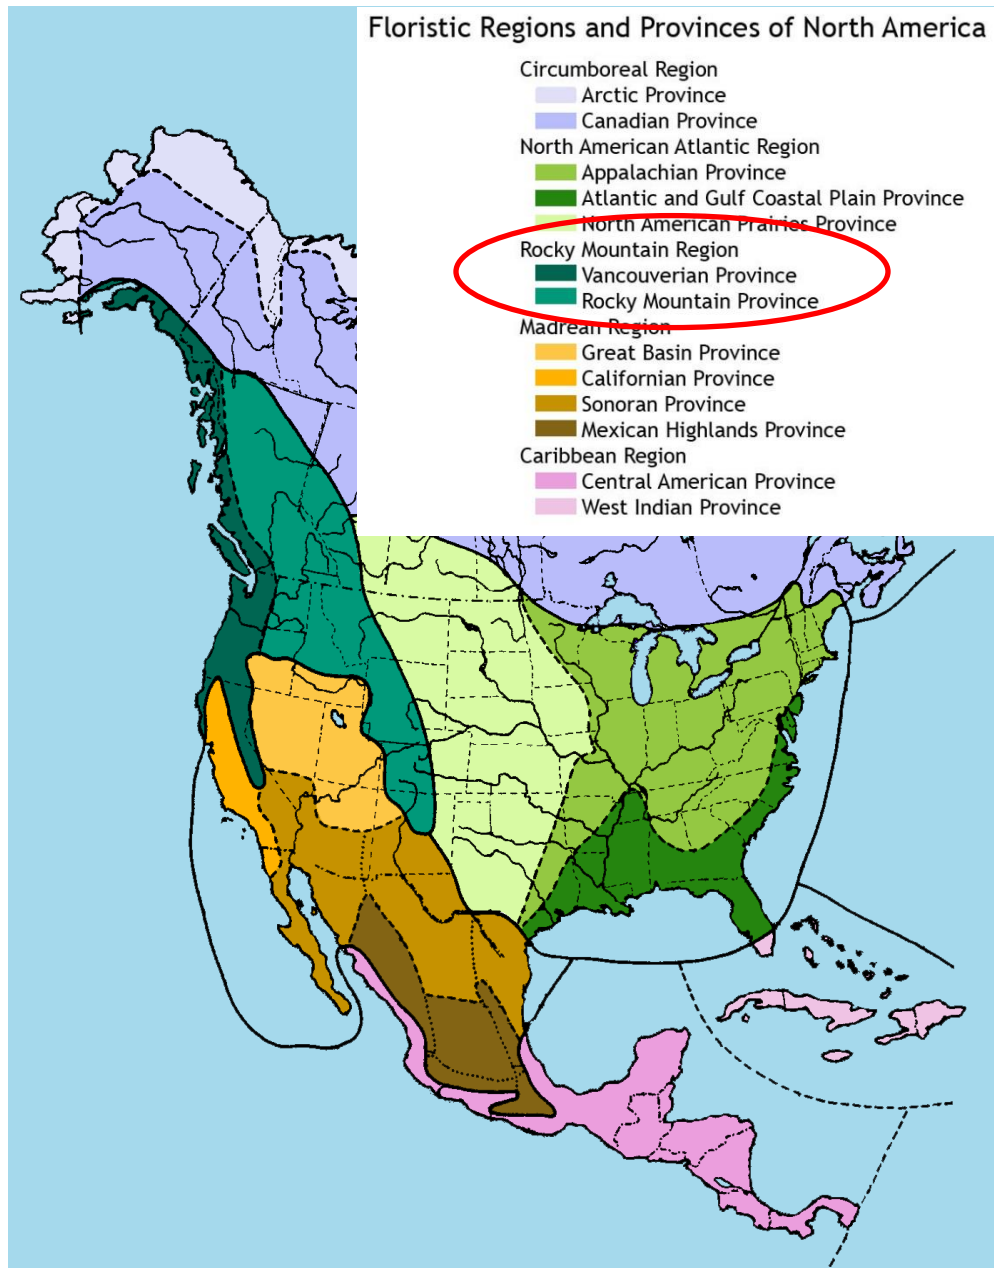 Floristic Regions and Provinces of North America
Circumboreal Region
Arctic Province
Canadian Province
North American Atlantic Region
Appalachian Province
Atlantic and Gulf Coastal Plain Province
North American Prairies Province
Rocky Mountain Region
Vancouverian Province
Rocky Mountain Province
Madrean Region
Great Basin Province
Californian Province
Sonoran Province
Mexican Highlands Province
Caribbean Region
Central American Province
West Indian Province